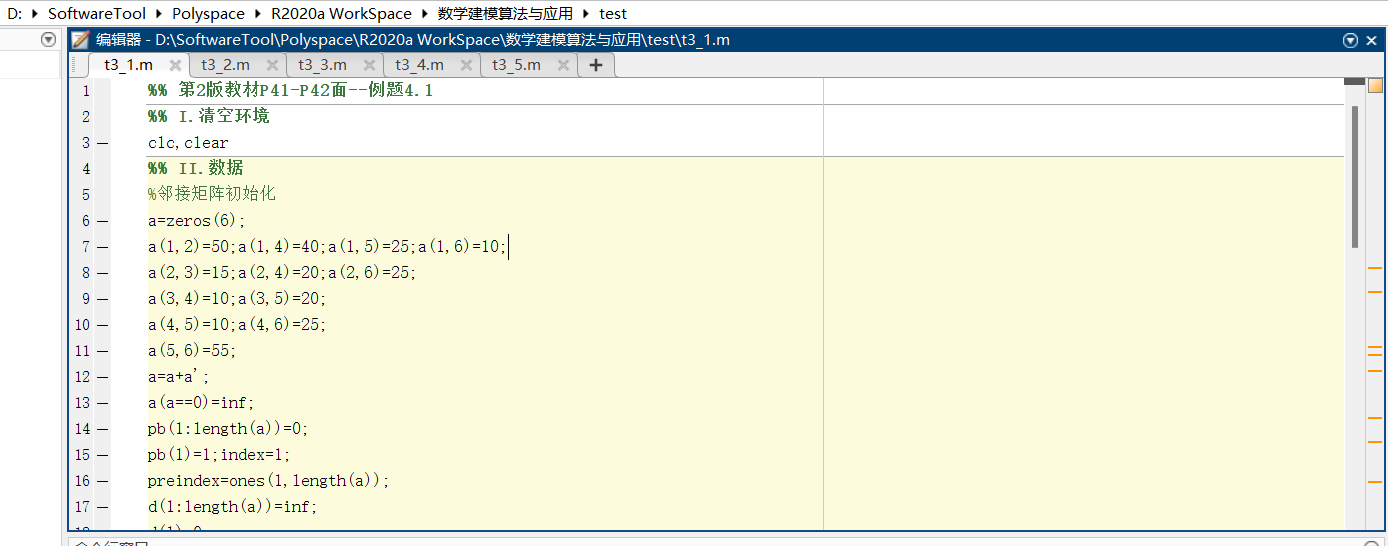 D: SoftwareTool Polyspace R2020a WorkSpace 数学建模算法与应用 test
编辑器 - D:\SoftwareTool\Polyspace\R2020a WorkSpace\数学建模算法与应用\test\t3_1.m
t3_1.m t3_2.m t3_3.m t3_4.m t3_5.m
1 %% 第2版教材P41-P42面--例题4.1
2 %% I.清空环境
3 clc,clear
4 %% II.数据
5 %邻接矩阵初始化
6 a=zeros(6);
7 a(1,2)=50;a(1,4)=40;a(1,5)=25;a(1,6)=10;
8 a(2,3)=15;a(2,4)=20;a(2,6)=25;
9 a(3,4)=10;a(3,5)=20;
10 a(4,5)=10;a(4,6)=25;
11 a(5,6)=55;
12 a=a+a';
13 a(a==0)=inf;
14 pb(1:length(a))=0;
15 pb(1)=1;index=1;
16 preindex=ones(1,length(a));
17 d(1:length(a))=inf;